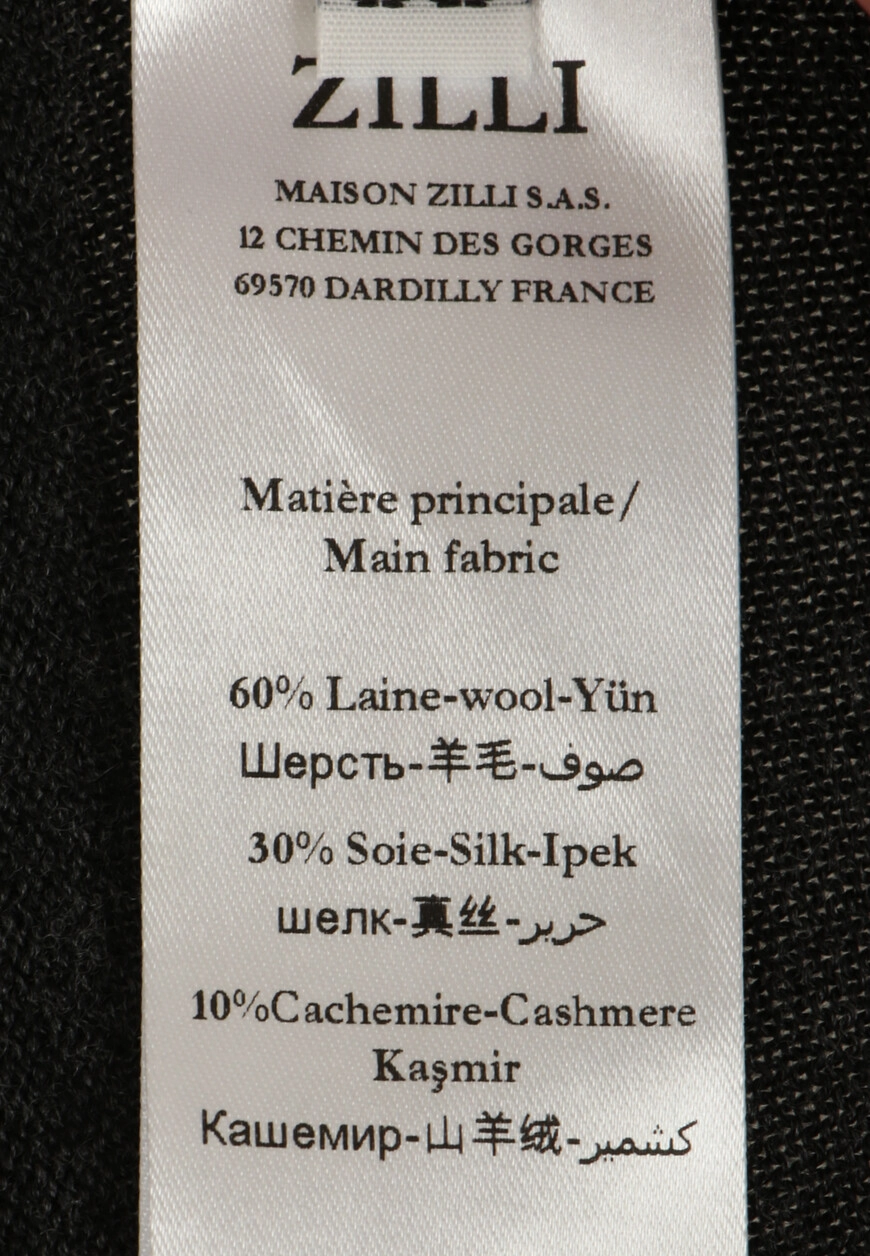 ZILLI
MAISON ZILLI S.A.S.
12 CHEMIN DES GORGES
69570 DARDILLY FRANCE
Matière principale/
Main fabric
60% Laine-wool-Yün
Шерсть-羊毛-صوف
30% Soie-Silk-Ipek
шелк-真丝-حرير
10%Cachemire-Cashmere
Kaşmir
Кашемир-山羊绒-كشمير